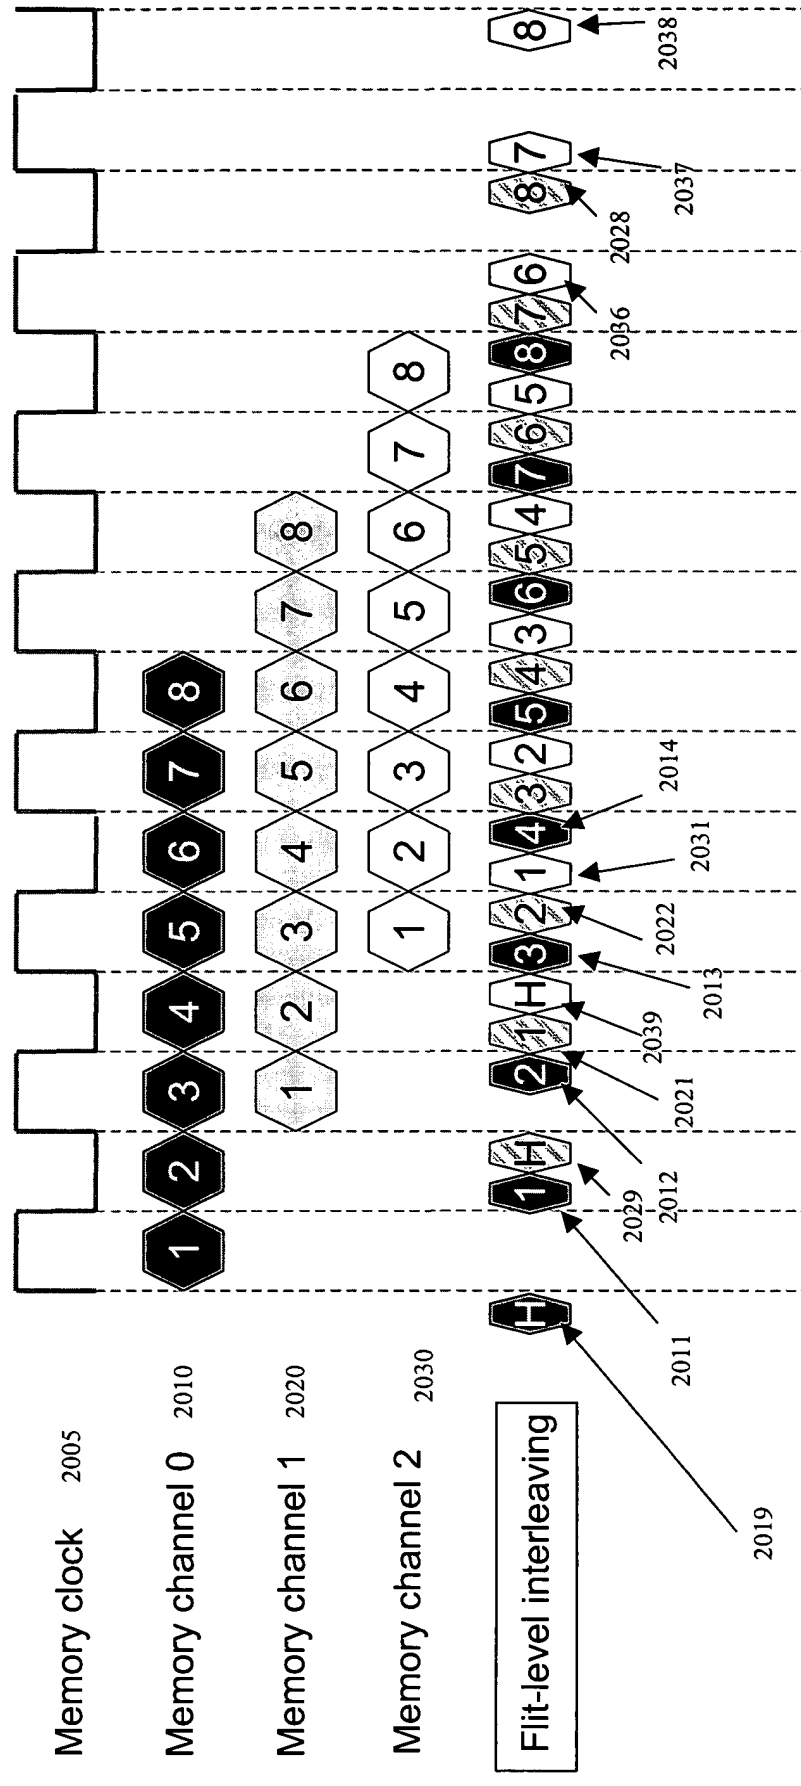 Memory clock 2005
Memory channel 0 2010
1 2 3 4 5 6 7 8
Memory channel 1 2020
1 2 3 4 5 6 7 8
Memory channel 2 2030
1 2 3 4 5 6 7 8
Flit-level interleaving
H 1 H 2 1 H 3 2 1 4 3 2 5 4 3 6 5 4 7 6 5 8 7 6 8 7 8
2019
2011
2029
2012
2021
2039
2013
2022
2031
2014
2036
2028
2037
2038